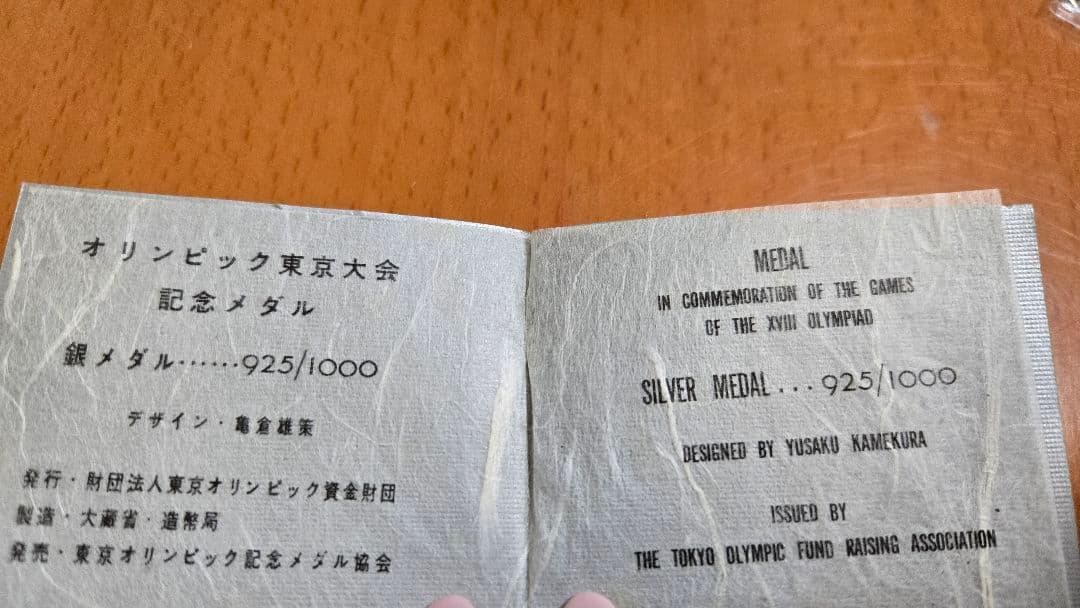 オリンピック東京大会
記念メダル
銀メダル……925/1000
デザイン・亀倉雄策
発行・財団法人東京オリンピック資金財団
製造・大蔵省・造幣局
発売・東京オリンピック記念メダル協会
MEDAL
IN COMMEMORATION OF THE GAMES
OF THE XVIII OLYMPIAD
SILVER MEDAL...925/1000
DESIGNED BY YUSAKU KAMEKURA
ISSUED BY
THE TOKYO OLYMPIC FUND RAISING ASSOCIATION